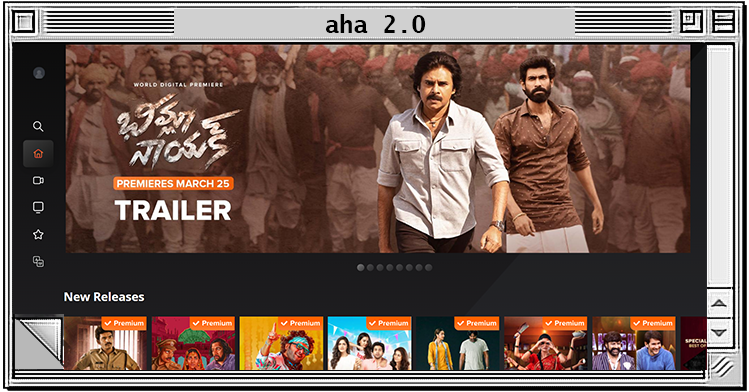 aha 2.0
WORLD DIGITAL PREMIERE
భీమ్లా
నాయక్
PREMIERES MARCH 25
TRAILER
New Releases
Premium
Premium
Premium
Premium
Premium
Premium
Premium
SPECIAL
BEST OF